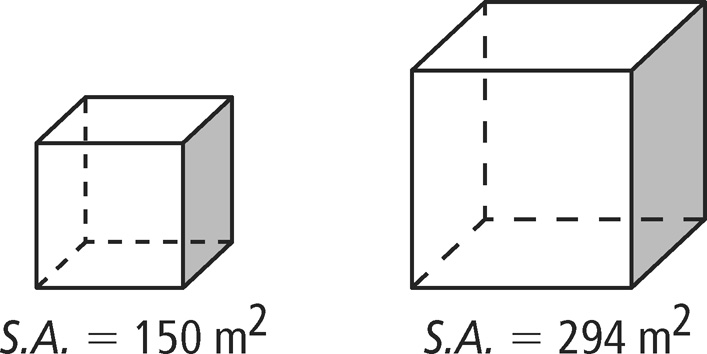 S.A. = 150 m²
S.A. = 294 m²